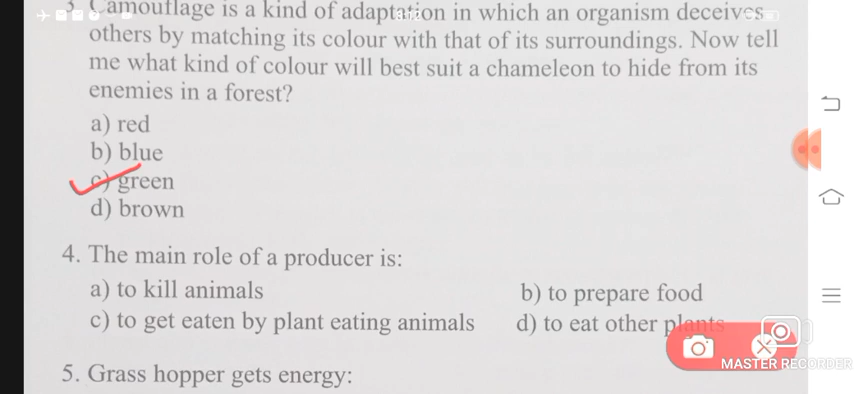 3. Camouflage is a kind of adaptation in which an organism deceives
others by matching its colour with that of its surroundings. Now tell
me what kind of colour will best suit a chameleon to hide from its
enemies in a forest?
a) red
b) blue
c) green
d) brown
4. The main role of a producer is:
a) to kill animals b) to prepare food
c) to get eaten by plant eating animals d) to eat other plants
MASTER RECORDER
5. Grass hopper gets energy: